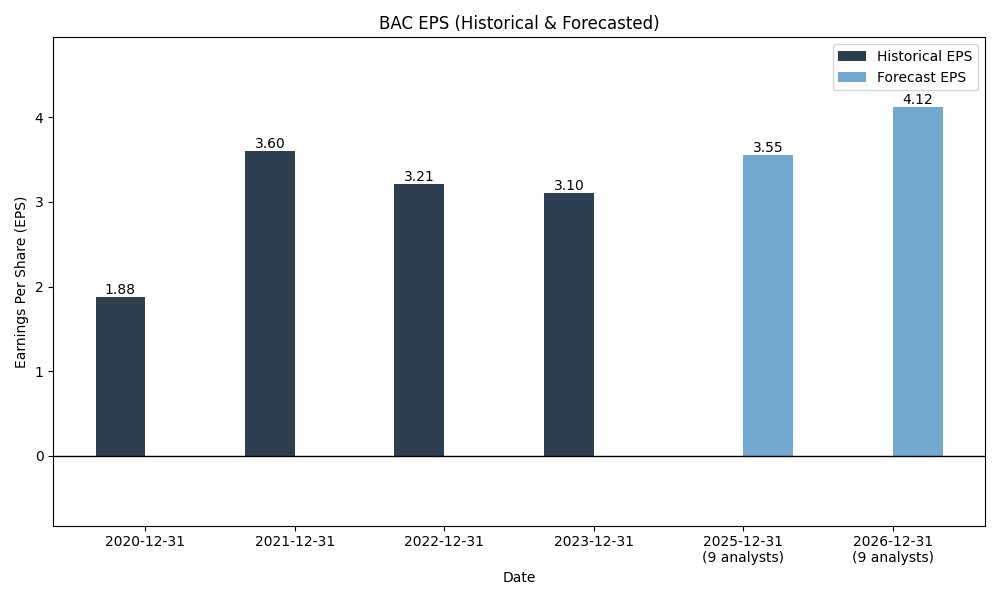 BAC EPS (Historical & Forecasted)
Historical EPS
Forecast EPS
Earnings Per Share (EPS)
4
3
2
1
0
1.88
3.60
3.21
3.10
3.55
4.12
2020-12-31
2021-12-31
2022-12-31
2023-12-31
2025-12-31
(9 analysts)
2026-12-31
(9 analysts)
Date